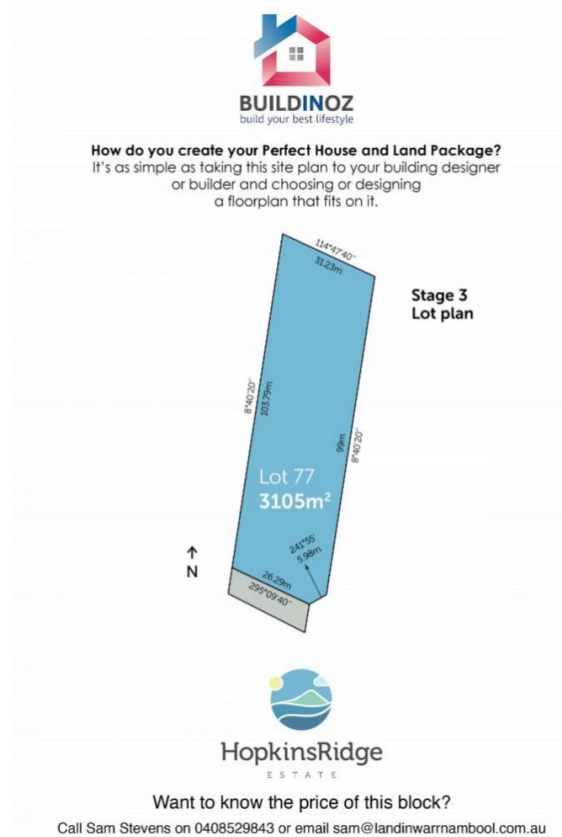 BUILDINOZ
build your best lifestyle
How do you create your Perfect House and Land Package?
It's as simple as taking this site plan to your building designer
or builder and choosing or designing
a floorplan that fits on it.
114°47'40"
31.23m
Stage 3
Lot plan
8°40'20"
103.79m
99m
8°40'20"
Lot 77
3105m²
241°55'
5.98m
↑
N
26.29m
295°09'40"
HopkinsRidge
ESTATE
Want to know the price of this block?
Call Sam Stevens on 0408529843 or email sam@landinwarrnambool.com.au